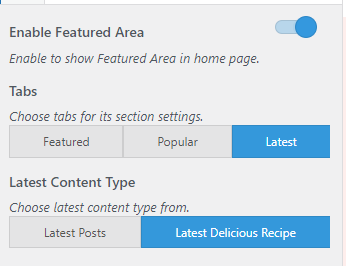 Enable Featured Area
Enable to show Featured Area in home page.
Tabs
Choose tabs for its section settings.
Featured Popular Latest
Latest Content Type
Choose latest content type from.
Latest Posts Latest Delicious Recipe